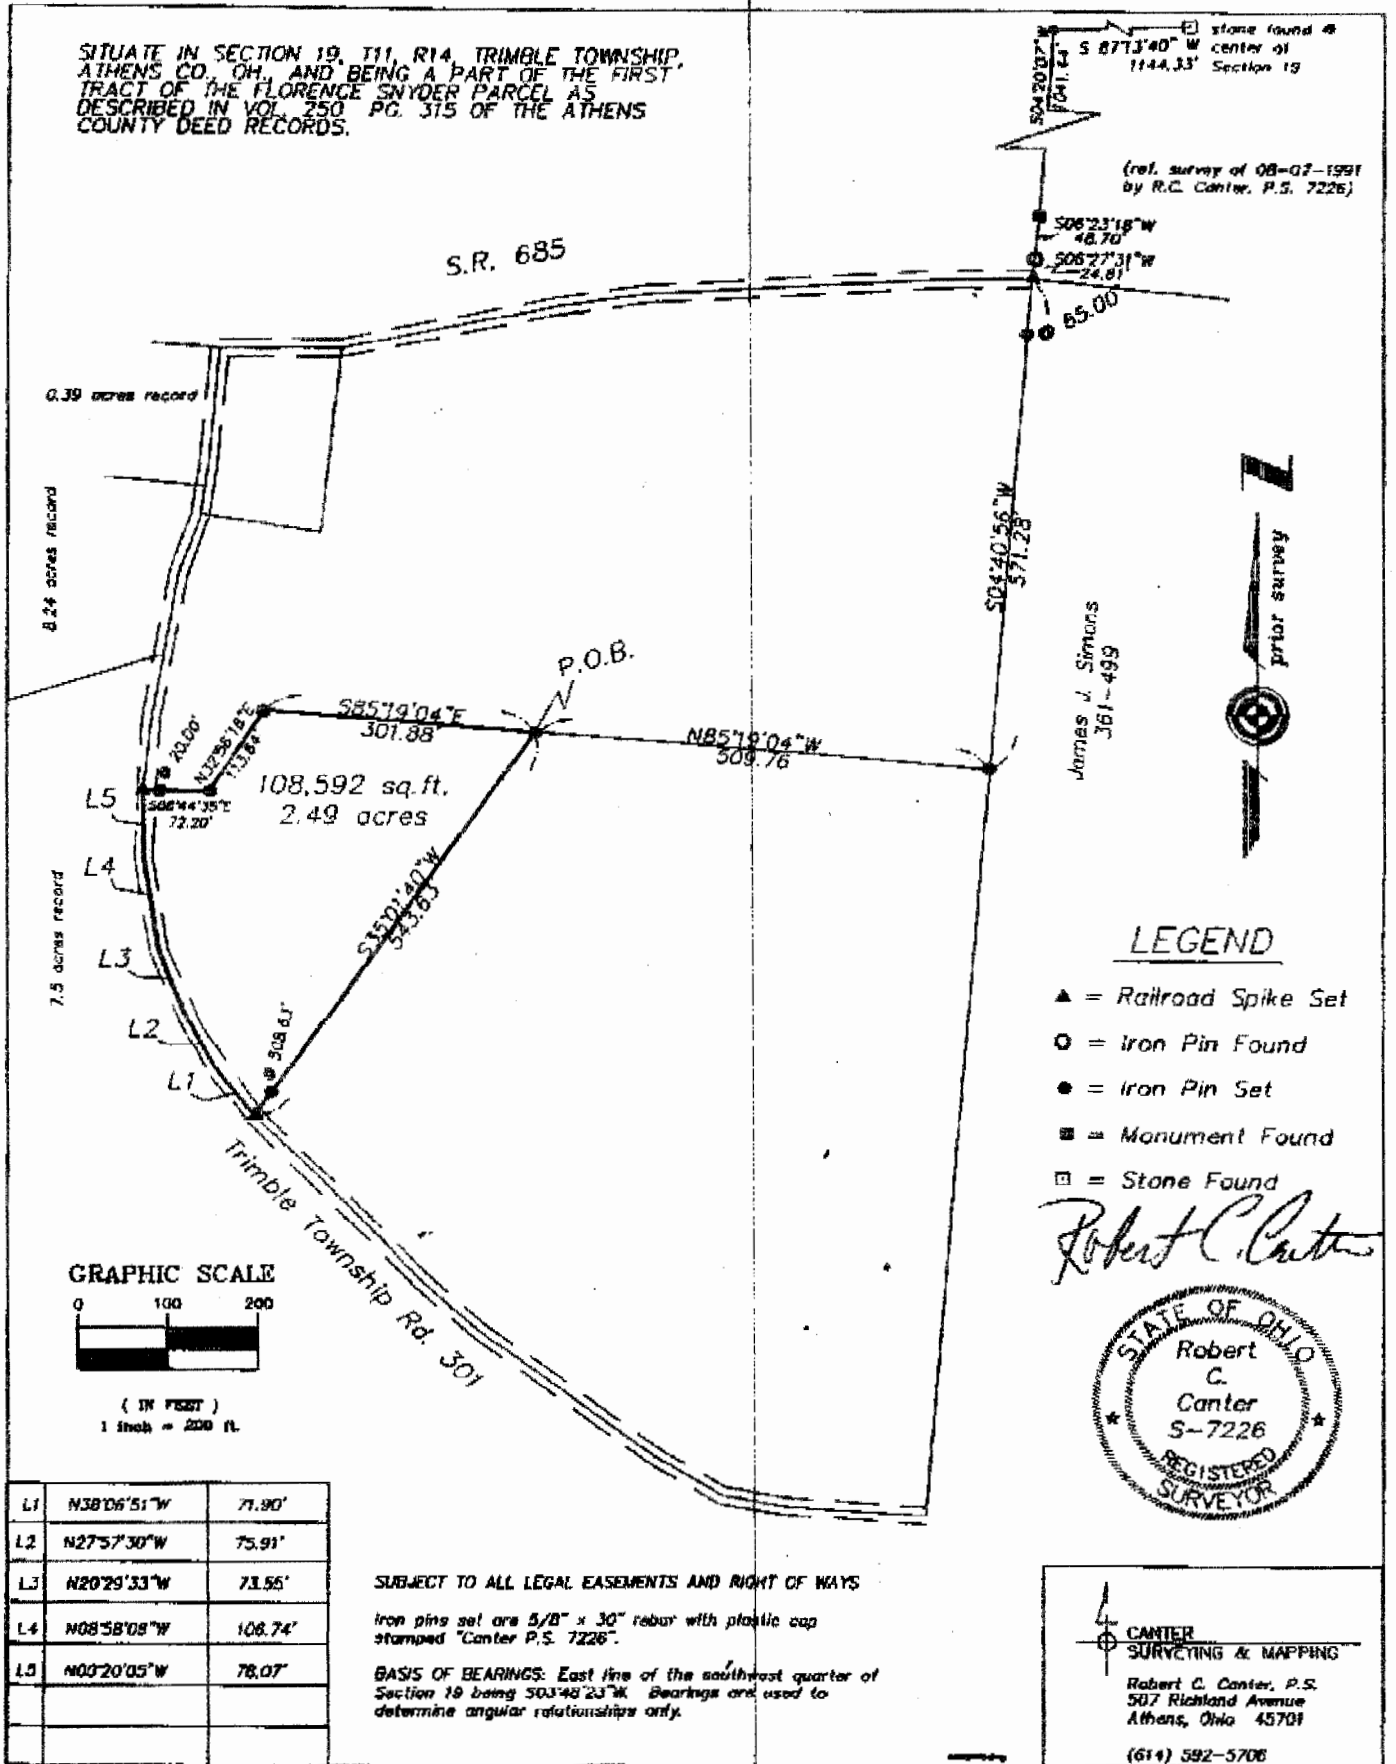 SITUATE IN SECTION 19, T11, R14, TRIMBLE TOWNSHIP,
ATHENS CO., OH., AND BEING A PART OF THE FIRST
TRACT OF THE FLORENCE SNYDER PARCEL AS
DESCRIBED IN VOL. 250 PG. 315 OF THE ATHENS
COUNTY DEED RECORDS.
stone found @
center of
Section 19
S 87°13'40" W
1144.33'
S04°20'07"W
(ref. survey of 08-07-1991
by R.C. Canter, P.S. 7226)
S06°23'18"W
48.70'
S06°27'31"W
24.81'
@ 65.00'
S.R. 685
0.39 acres record
8.24 acres record
7.5 acres record
S04°40'56"W
571.28'
James J. Simons
361-499
prior survey
P.O.B.
S85°19'04"E
301.88'
N85°19'04"W
509.76
@ 20.00'
N32°56'18"E
113.64'
72.20'
108,592 sq.ft.
2.49 acres
S35°01'40"W
543.63'
@ 508.63'
L5
L4
L3
L2
L1
Trimble Township Rd. 301
LEGEND
▲ = Railroad Spike Set
= Iron Pin Found
● = Iron Pin Set
■ = Monument Found
= Stone Found
Robert C. Canter
STATE OF OHIO
Robert
C.
Canter
S-7226
REGISTERED
SURVEYOR
GRAPHIC SCALE
0 100 200
( IN FEET )
1 inch = 200 ft.
L1 N38°06'51"W 71.90'
L2 N27°57'30"W 75.91'
L3 N20°29'33"W 73.55'
L4 N08°58'08"W 106.74'
L5 N00°20'05"W 78.07'
SUBJECT TO ALL LEGAL EASEMENTS AND RIGHT OF WAYS
Iron pins set are 5/8" x 30" rebar with plastic cap
stamped "Canter P.S. 7226".
BASIS OF BEARINGS: East line of the southwest quarter of
Section 19 being S03°48'23"W. Bearings are used to
determine angular relationships only.
CANTER
SURVEYING & MAPPING
Robert C. Canter, P.S.
507 Richland Avenue
Athens, Ohio 45701
(614) 592-5706